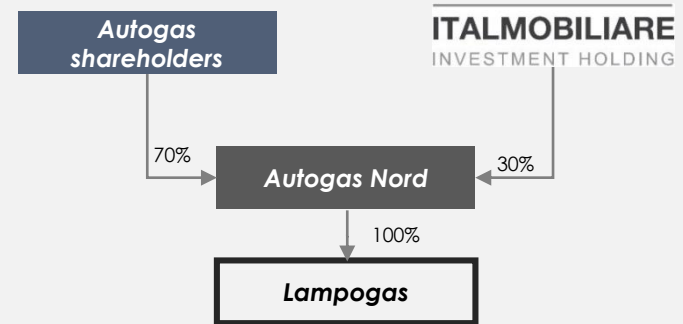 Autogas
shareholders
ITALMOBILIARE
INVESTMENT HOLDING
70%
Autogas Nord
30%
100%
Lampogas